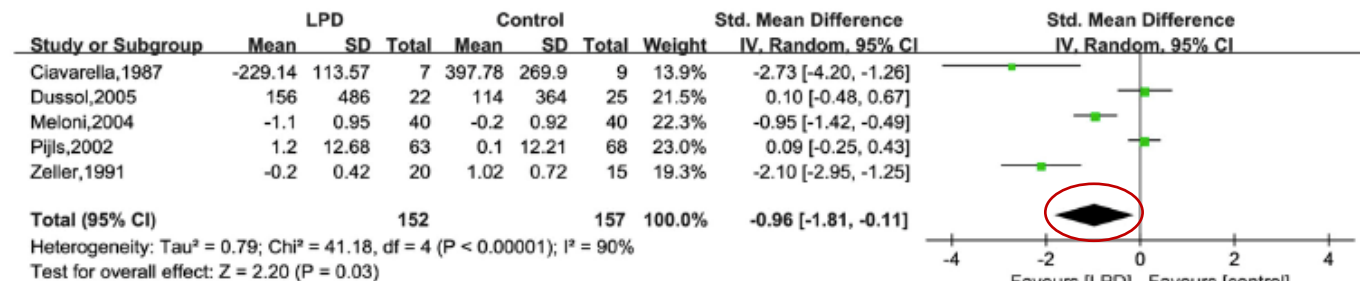 LPD Control Std. Mean Difference Std. Mean Difference
Study or Subgroup Mean SD Total Mean SD Total Weight IV, Random, 95% CI IV, Random, 95% CI
Ciavarella,1987 -229.14 113.57 7 397.78 269.9 9 13.9% -2.73 [-4.20, -1.26]
Dussol,2005 156 486 22 114 364 25 21.5% 0.10 [-0.48, 0.67]
Meloni,2004 -1.1 0.95 40 -0.2 0.92 40 22.3% -0.95 [-1.42, -0.49]
Pijls,2002 1.2 12.68 63 0.1 12.21 68 23.0% 0.09 [-0.25, 0.43]
Zeller,1991 -0.2 0.42 20 1.02 0.72 15 19.3% -2.10 [-2.95, -1.25]
Total (95% CI) 152 157 100.0% -0.96 [-1.81, -0.11]
Heterogeneity: Tau² = 0.79; Chi² = 41.18, df = 4 (P < 0.00001); I² = 90%
Test for overall effect: Z = 2.20 (P = 0.03)
-4 -2 0 2 4
Favours [LPD] Favours [control]